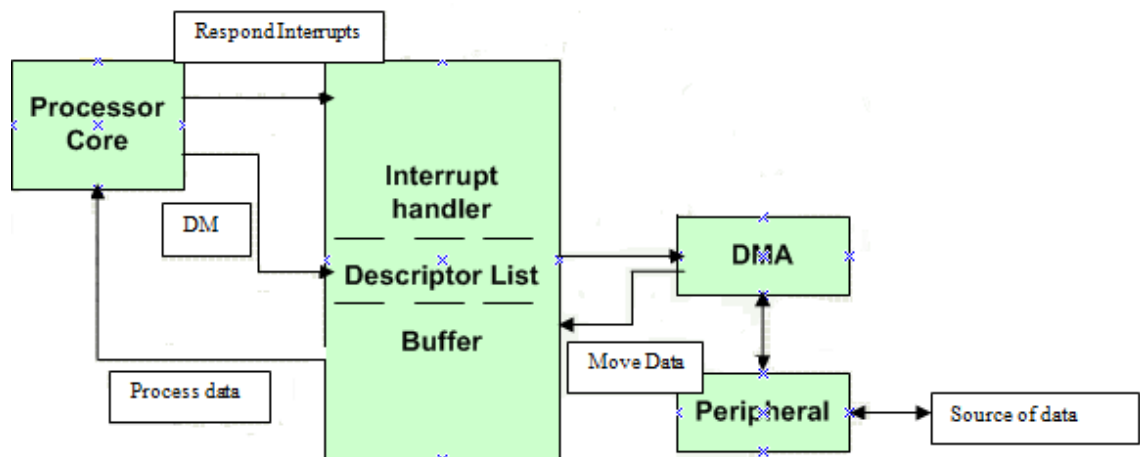 Respond Interrupts
Processor
Core
Interrupt
handler
DM
Descriptor List
DMA
Buffer
Move Data
Process data
Peripheral
Source of data